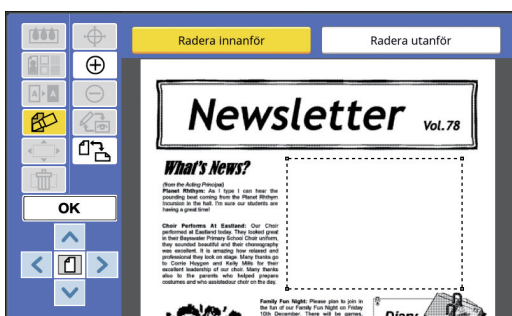 Radera innanför
Radera utanför
A A
OK
Newsletter Vol. 78
What's News?
(from the Acting Principal)
Planet Rhthym: As I type I can hear the
pounding beat coming from the Planet Rhthym
Incursion in the hall. I'm sure our students are
having a great time!
Choir Performs At Eastland: Our Choir
performed at Eastland today. They looked great
in their Bayswater Primary School Choir uniform,
they sounded beautiful and their choreography
was excellent. It is amazing how relaxed and
professional they look on stage. Many thanks go
to Corrie Huygen and Kelly Mills for their
excellent leadership of our choir. Many thanks
also to the parents who helped prepare
costumes and who assistedour choir on the day.
Family Fun Night: Please plan to join in
the fun of our Family Fun Night on Friday
10th December. There will be games,
Diary